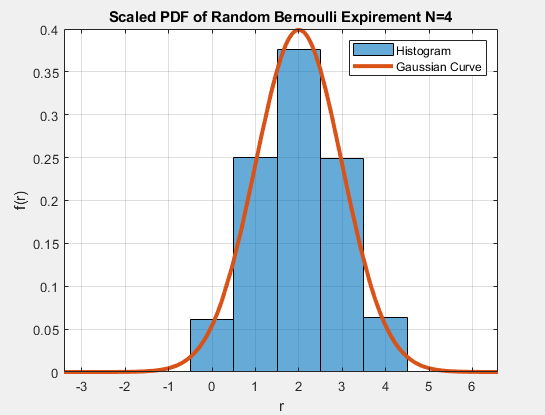 Scaled PDF of Random Bernoulli Expirement N=4
0.4
0.35
0.3
0.25
0.2
0.15
0.1
0.05
0
f(r)
Histogram
Gaussian Curve
-3 -2 -1 0 1 2 3 4 5 6
r